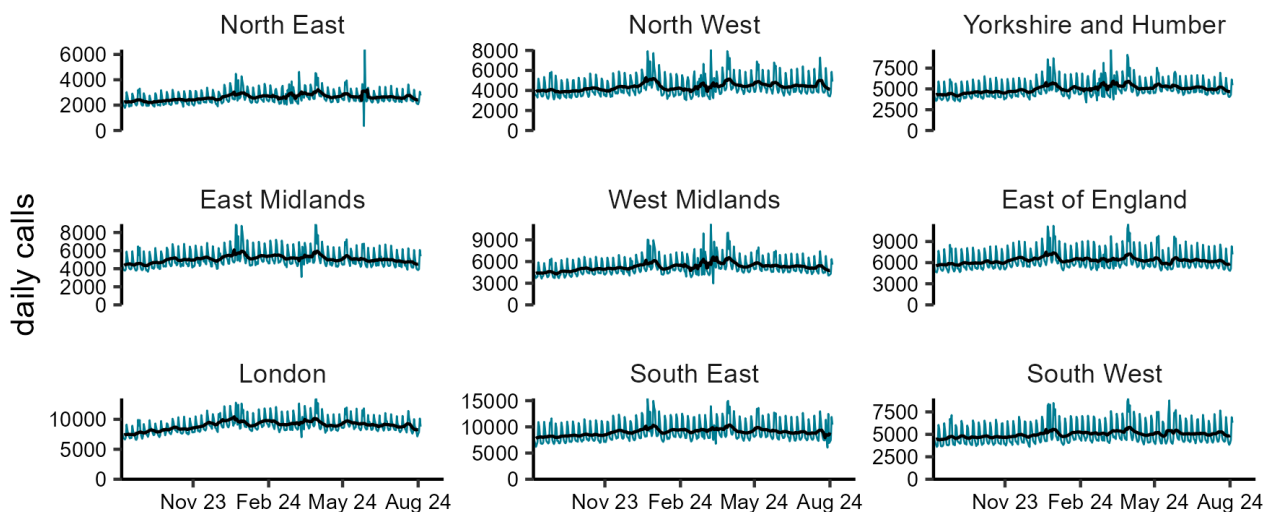 North East
North West
Yorkshire and Humber
6000
4000
2000
0
8000
6000
4000
2000
0
7500
5000
2500
0
daily calls
East Midlands
West Midlands
East of England
8000
6000
4000
2000
0
9000
6000
3000
0
9000
6000
3000
0
London
South East
South West
10000
5000
0
15000
10000
5000
0
7500
5000
2500
0
Nov 23 Feb 24 May 24 Aug 24
Nov 23 Feb 24 May 24 Aug 24
Nov 23 Feb 24 May 24 Aug 24